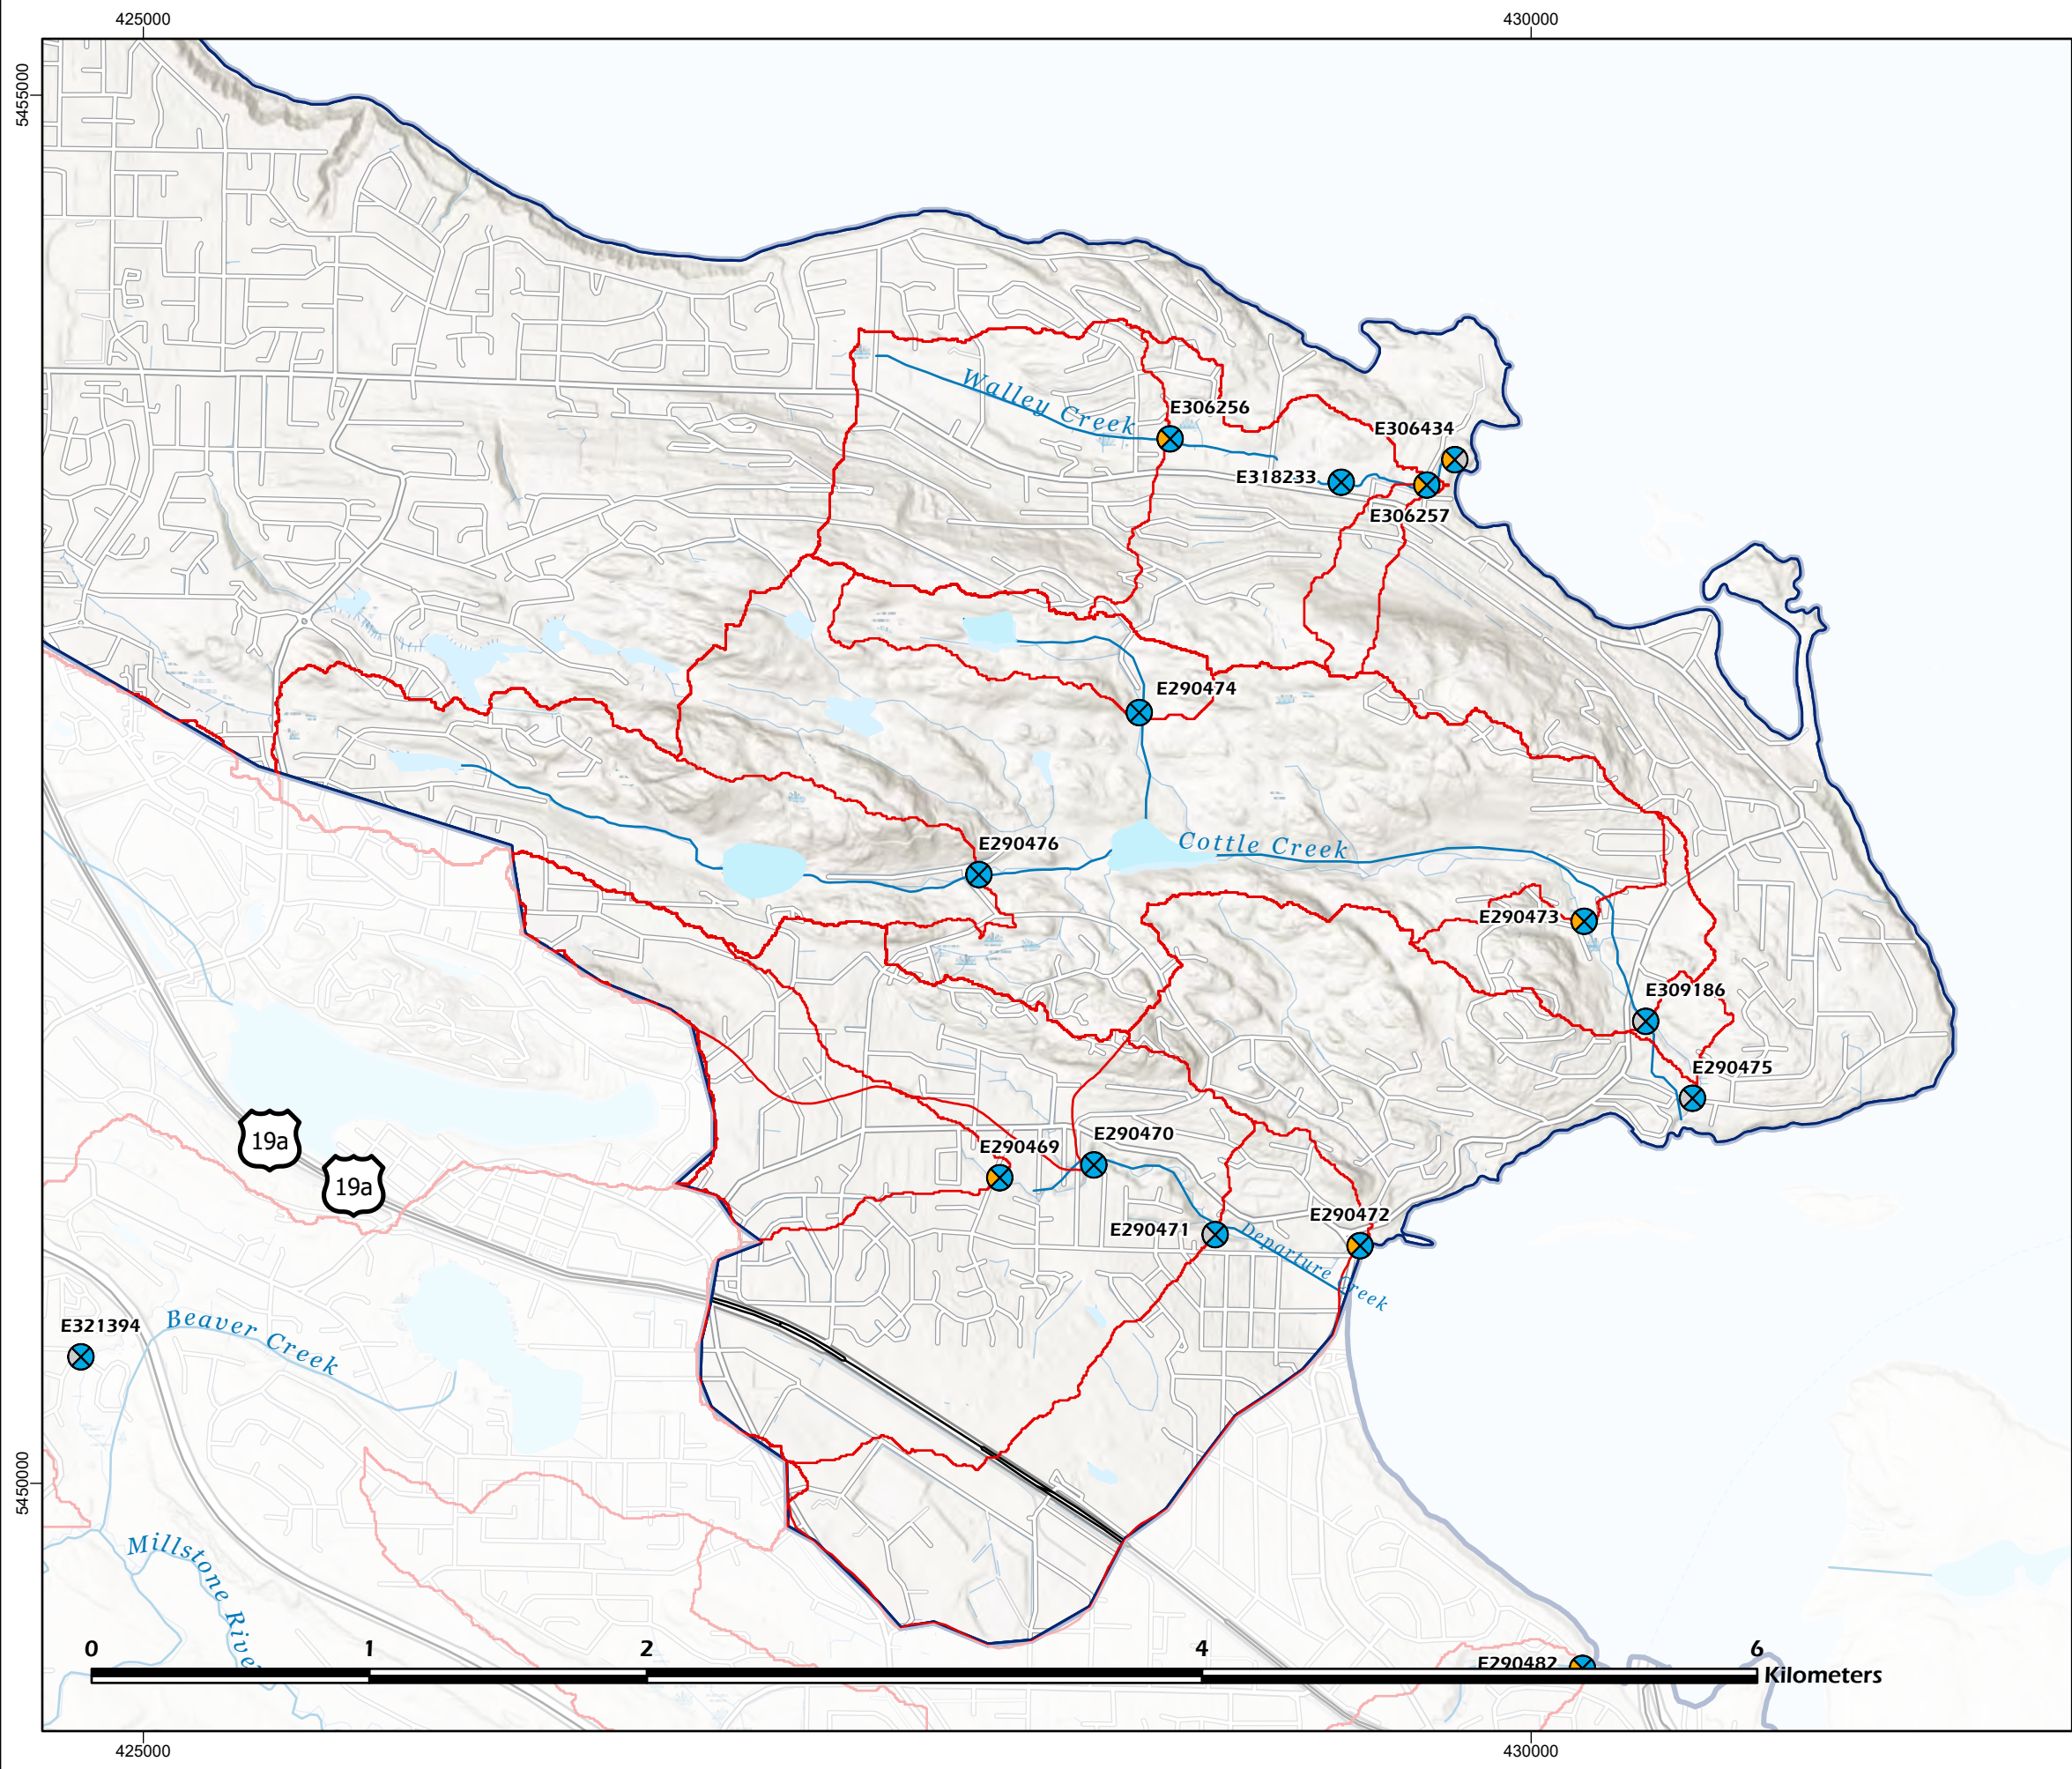 425000
430000
5455000
Walley Creek
E306256
E306434
E318233
E306257
E290474
E290476
Cottle Creek
E290473
E309186
E290475
19a
19a
E290469
E290470
E290471
E290472
Departure Creek
E321394
Beaver Creek
5450000
Millstone River
0 1 2 4 6
Kilometers
E290482
425000
430000